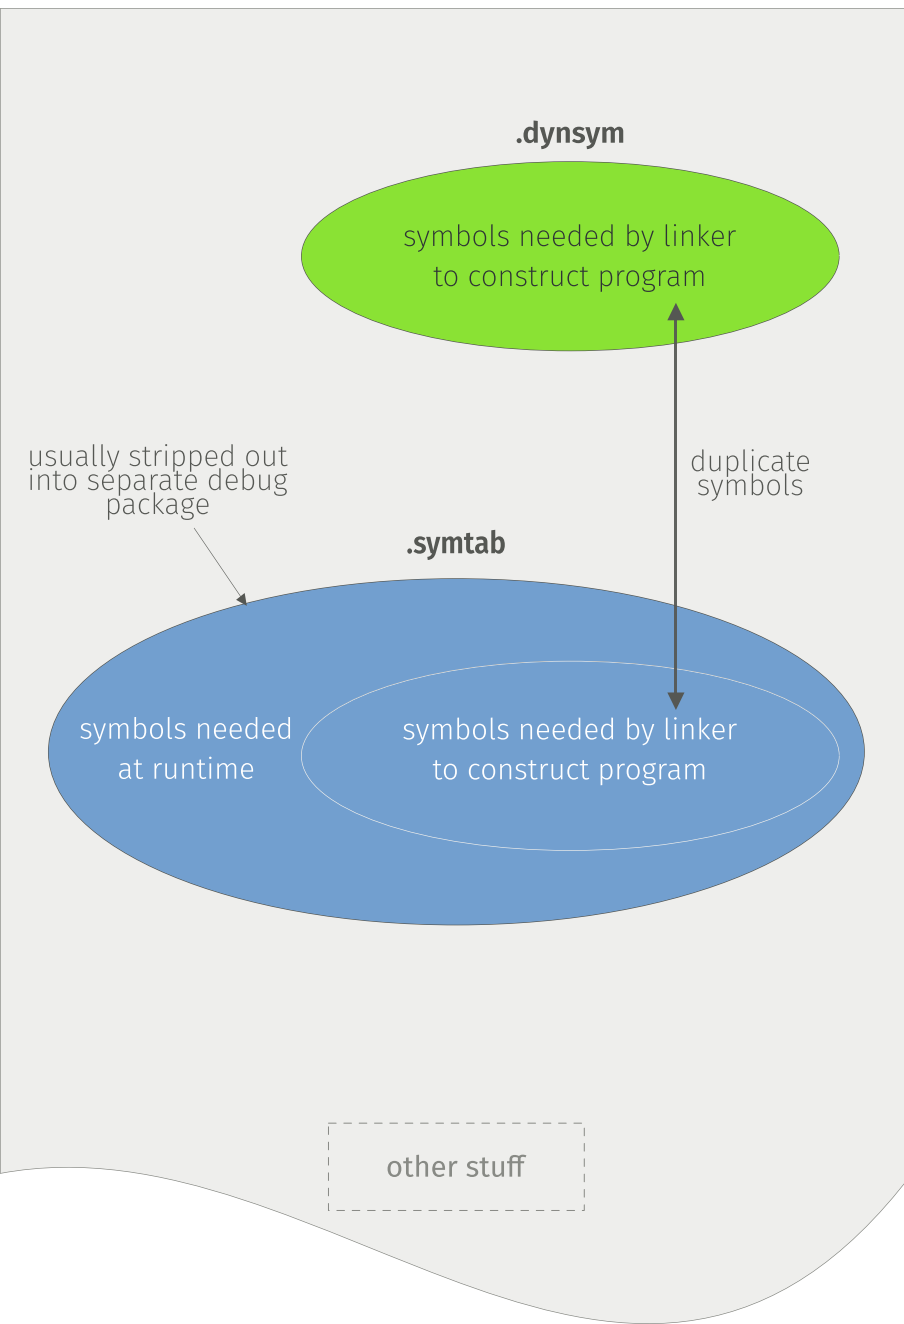 .dynsym
symbols needed by linker
to construct program
usually stripped out
into separate debug
package
duplicate
symbols
.symtab
symbols needed
at runtime
symbols needed by linker
to construct program
other stuff